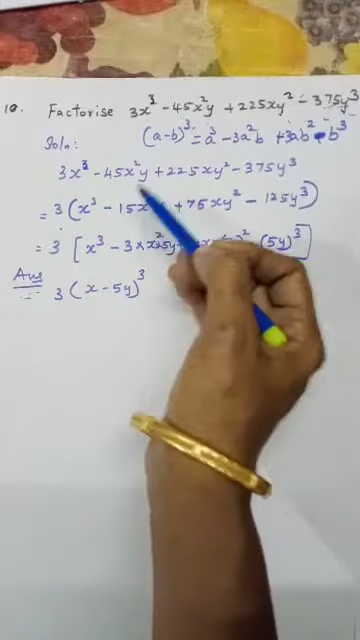 10. Factorise 3x³ - 45x²y + 225xy² - 375y³
Soln: (a-b)³ = a³ - 3a²b + 3ab² - b³
3x³ - 45x²y + 225xy² - 375y³
= 3 (x³ - 15x + 75xy² - 125y³)
= 3 [x³ - 3 × x² × 5y + (5y)³]
Ans = 3 (x - 5y)³